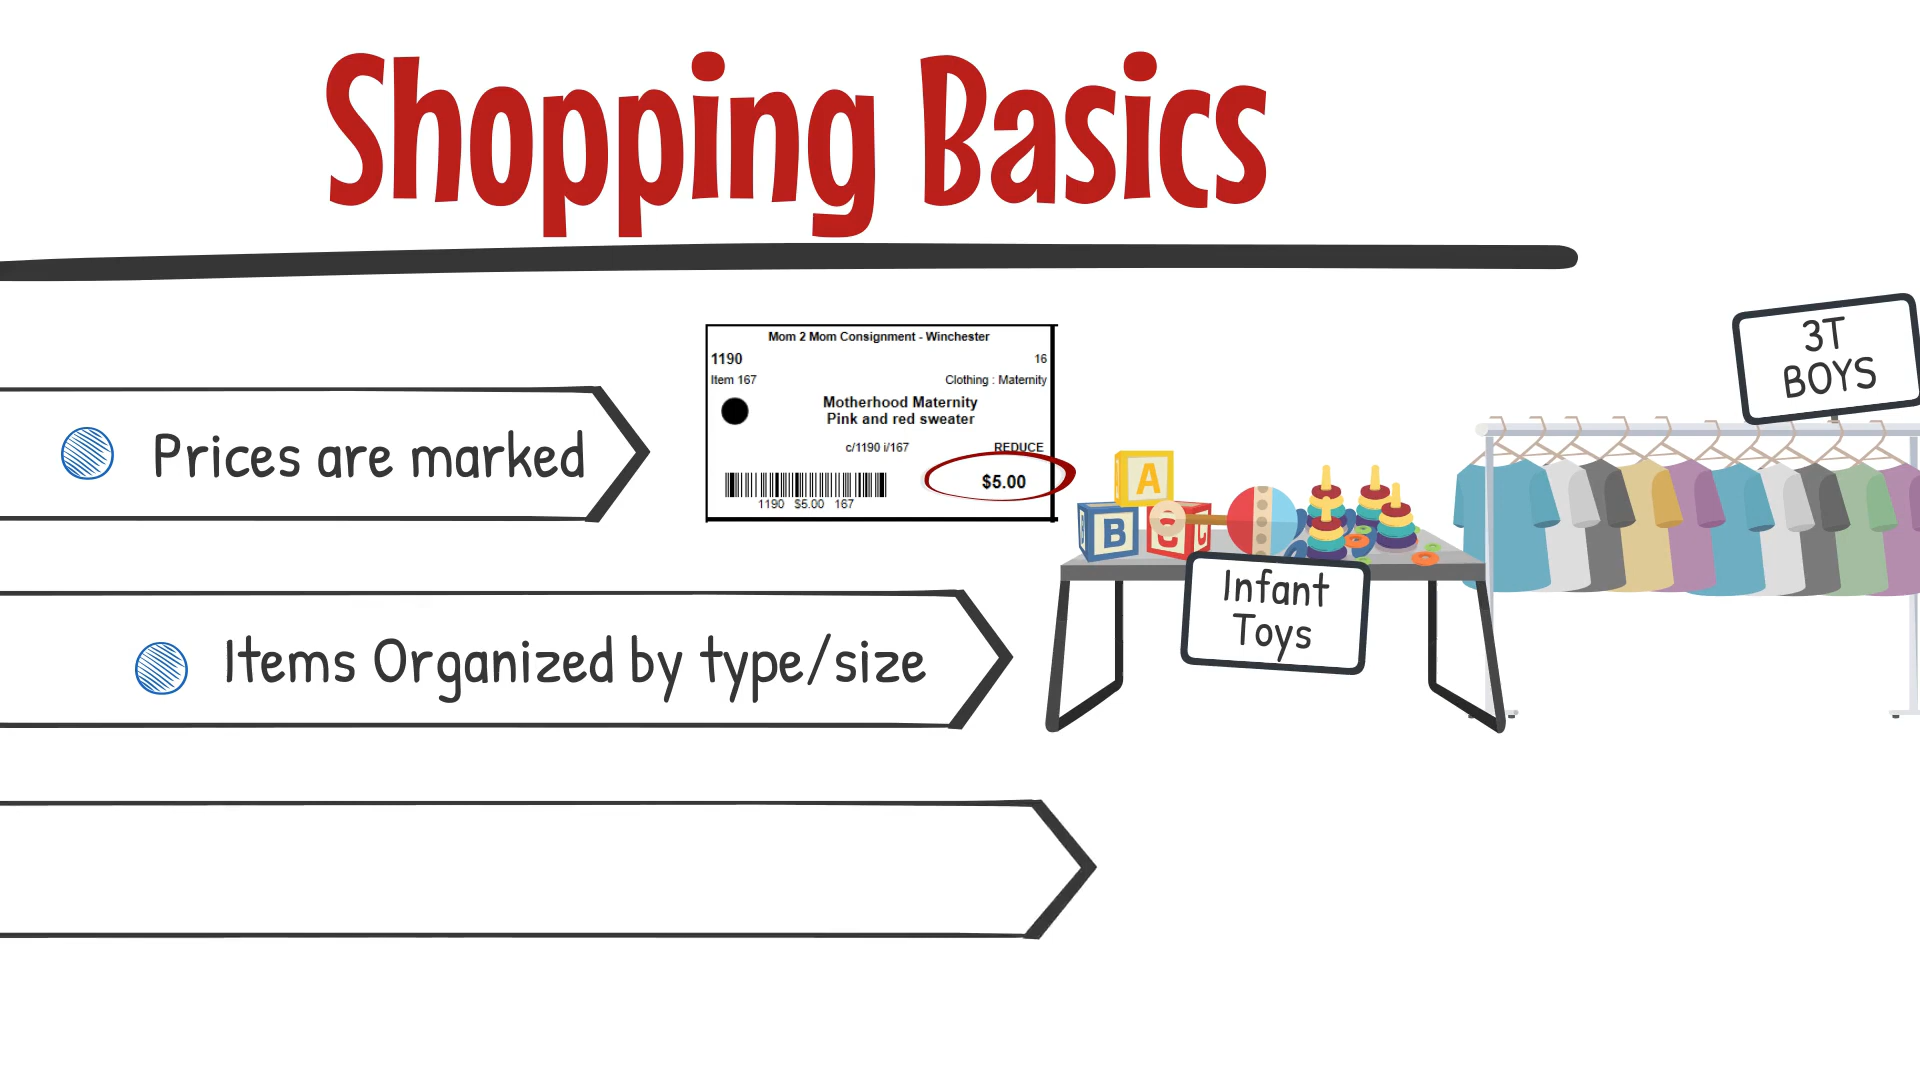 Shopping Basics
Mom 2 Mom Consignment - Winchester
1190
16
Item 167
Clothing : Maternity
Motherhood Maternity
Pink and red sweater
c/1190 i/167
REDUCE
$5.00
1190 $5.00 167
Prices are marked
3T
BOYS
A
B
C
Infant
Toys
Items Organized by type/size